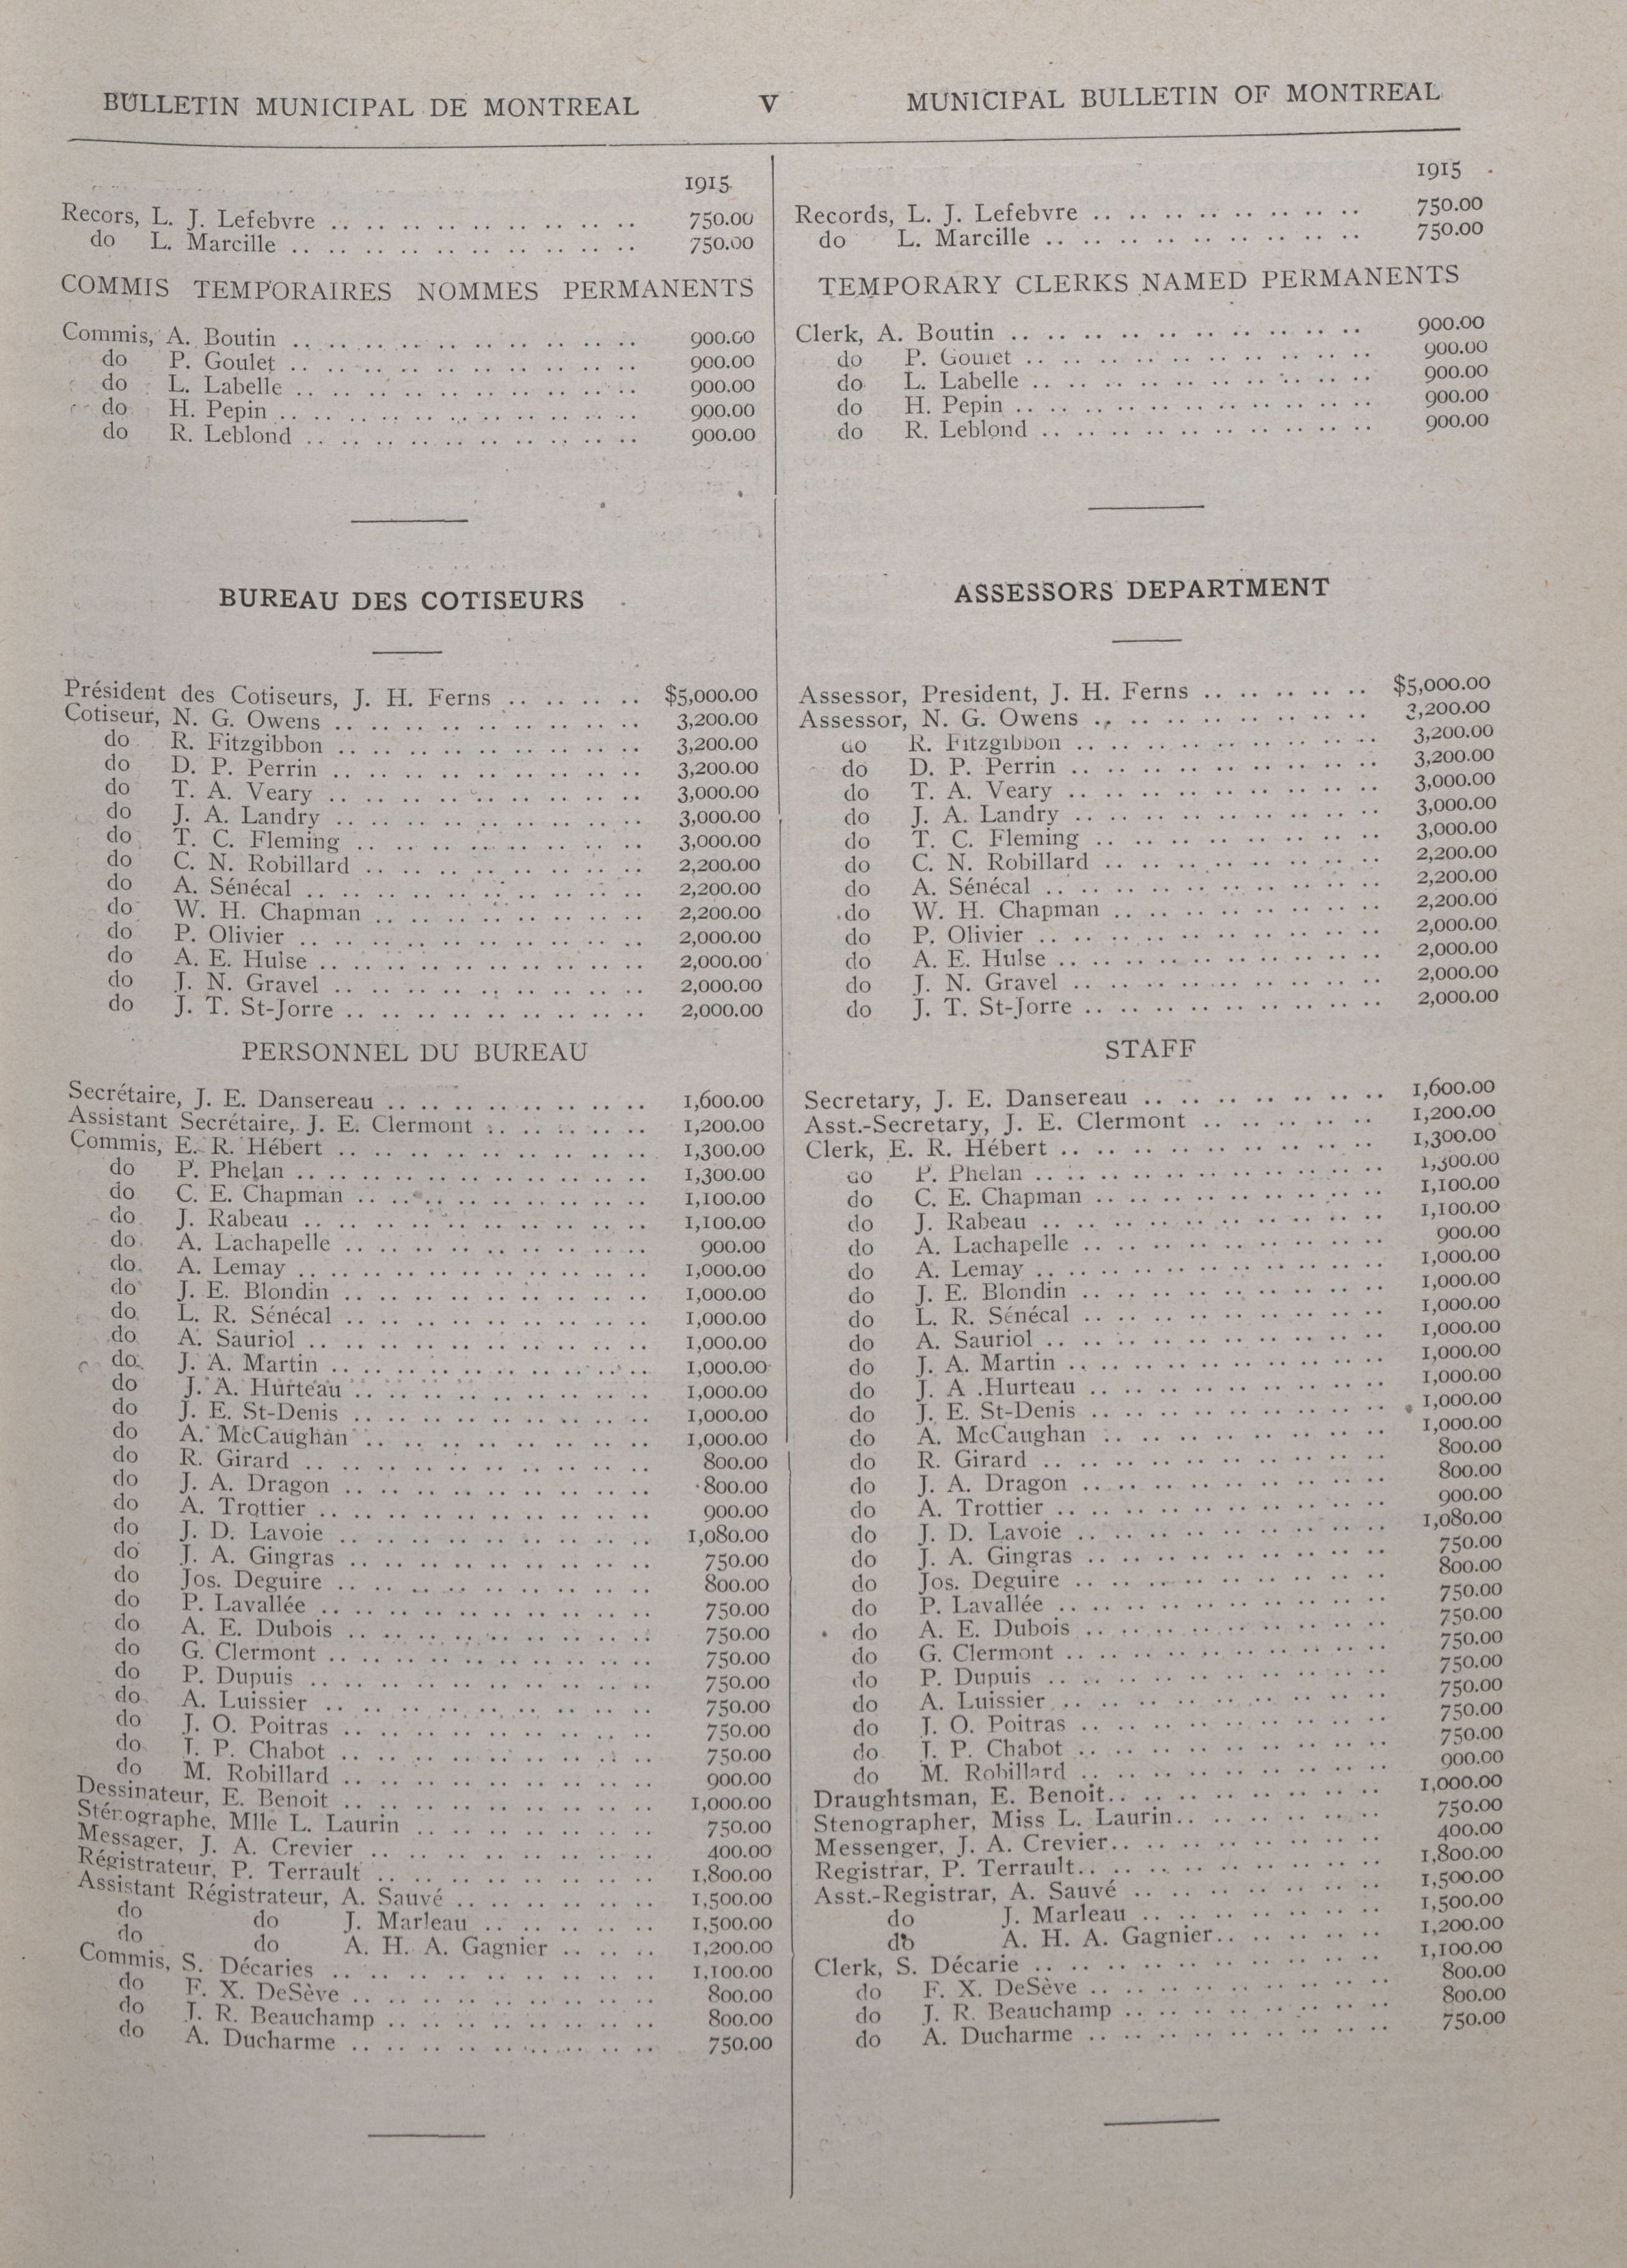 BULLETIN MUNICIPAL DE MONTREAL V MUNICIPAL BULLETIN OF MONTREAL
1915
Recors, L. J. Lefebvre .. .. .. .. .. .. .. .. .. 750.00
do L. Marcille .. .. .. .. .. .. .. .. .. .. 750.00
COMMIS TEMPORAIRES NOMMES PERMANENTS
Commis, A. Boutin .. .. .. .. .. .. .. .. .. .. 900.00
do P. Goulet .. .. .. .. .. .. .. .. .. .. 900.00
do L. Labelle .. .. .. .. .. .. .. .. .. .. 900.00
do H. Pepin .. .. .. .. .. .. .. .. .. .. 900.00
do R. Leblond .. .. .. .. .. .. .. .. .. .. 900.00
BUREAU DES COTISEURS
Président des Cotiseurs, J. H. Ferns .. .. .. .. $5,000.00
Cotiseur, N. G. Owens .. .. .. .. .. .. .. .. .. 3,200.00
do R. Fitzgibbon .. .. .. .. .. .. .. .. .. 3,200.00
do D. P. Perrin .. .. .. .. .. .. .. .. .. 3,200.00
do T. A. Veary .. .. .. .. .. .. .. .. .. 3,000.00
do J. A. Landry .. .. .. .. .. .. .. .. .. 3,000.00
do T. C. Fleming .. .. .. .. .. .. .. .. .. 3,000.00
do C. N. Robillard .. .. .. .. .. .. .. .. 2,200.00
do A. Sénécal .. .. .. .. .. .. .. .. .. .. 2,200.00
do W. H. Chapman .. .. .. .. .. .. .. .. 2,200.00
do P. Olivier .. .. .. .. .. .. .. .. .. .. 2,000.00
do A. E. Hulse .. .. .. .. .. .. .. .. .. .. 2,000.00
do J. N. Gravel .. .. .. .. .. .. .. .. .. 2,000.00
do J. T. St-Jorre .. .. .. .. .. .. .. .. .. 2,000.00
PERSONNEL DU BUREAU
Secrétaire, J. E. Dansereau .. .. .. .. .. .. .. .. 1,600.00
Assistant Secrétaire, J. E. Clermont .. .. .. .. .. 1,200.00
Commis, E. R. Hébert .. .. .. .. .. .. .. .. .. 1,300.00
do P. Phelan .. .. .. .. .. .. .. .. .. .. 1,300.00
do C. E. Chapman .. .. .. .. .. .. .. .. .. 1,100.00
do J. Rabeau .. .. .. .. .. .. .. .. .. .. 1,100.00
do A. Lachapelle .. .. .. .. .. .. .. .. .. 900.00
do A. Lemay .. .. .. .. .. .. .. .. .. .. 1,000.00
do J. E. Blondin .. .. .. .. .. .. .. .. .. 1,000.00
do L. R. Sénécal .. .. .. .. .. .. .. .. .. 1,000.00
do A. Sauriol .. .. .. .. .. .. .. .. .. .. 1,000.00
do J. A. Martin .. .. .. .. .. .. .. .. .. 1,000.00
do J. A. Hurteau .. .. .. .. .. .. .. .. .. 1,000.00
do J. E. St-Denis .. .. .. .. .. .. .. .. .. 1,000.00
do A. McCaughan .. .. .. .. .. .. .. .. 1,000.00
do R. Girard .. .. .. .. .. .. .. .. .. .. 800.00
do J. A. Dragon .. .. .. .. .. .. .. .. .. 800.00
do A. Trottier .. .. .. .. .. .. .. .. .. .. 900.00
do J. D. Lavoie .. .. .. .. .. .. .. .. .. 1,080.00
do J. A. Gingras .. .. .. .. .. .. .. .. .. 750.00
do Jos. Deguire .. .. .. .. .. .. .. .. .. 800.00
do P. Lavallée .. .. .. .. .. .. .. .. .. .. 750.00
do A. E. Dubois .. .. .. .. .. .. .. .. .. 750.00
do G. Clermont .. .. .. .. .. .. .. .. .. 750.00
do P. Dupuis .. .. .. .. .. .. .. .. .. .. 750.00
do A. Luissier .. .. .. .. .. .. .. .. .. .. 750.00
do J. O. Poitras .. .. .. .. .. .. .. .. .. 750.00
do J. P. Chabot .. .. .. .. .. .. .. .. .. 750.00
do M. Robillard .. .. .. .. .. .. .. .. .. 900.00
Dessinateur, E. Benoit .. .. .. .. .. .. .. .. .. 1,000.00
Sténographe, Mlle L. Laurin .. .. .. .. .. .. .. 750.00
Messager, J. A. Crevier .. .. .. .. .. .. .. .. 400.00
Régistrateur, P. Terrault .. .. .. .. .. .. .. .. 1,800.00
Assistant Régistrateur, A. Sauvé .. .. .. .. .. .. 1,500.00
do do J. Marleau .. .. .. .. .. 1,500.00
do do A. H. A. Gagnier .. .. .. 1,200.00
Commis, S. Décaries .. .. .. .. .. .. .. .. .. 1,100.00
do F. X. DeSève .. .. .. .. .. .. .. .. .. 800.00
do J. R. Beauchamp .. .. .. .. .. .. .. .. 800.00
do A. Ducharme .. .. .. .. .. .. .. .. .. 750.00
1915
Records, L. J. Lefebvre .. .. .. .. .. .. .. .. 750.00
do L. Marcille .. .. .. .. .. .. .. .. .. 750.00
TEMPORARY CLERKS NAMED PERMANENTS
Clerk, A. Boutin .. .. .. .. .. .. .. .. .. .. 900.00
do P. Goulet .. .. .. .. .. .. .. .. .. .. 900.00
do L. Labelle .. .. .. .. .. .. .. .. .. .. 900.00
do H. Pepin .. .. .. .. .. .. .. .. .. .. 900.00
do R. Leblond .. .. .. .. .. .. .. .. .. .. 900.00
ASSESSORS DEPARTMENT
Assessor, President, J. H. Ferns .. .. .. .. .. $5,000.00
Assessor, N. G. Owens .. .. .. .. .. .. .. .. 3,200.00
do R. Fitzgibbon .. .. .. .. .. .. .. .. .. 3,200.00
do D. P. Perrin .. .. .. .. .. .. .. .. .. 3,200.00
do T. A. Veary .. .. .. .. .. .. .. .. .. 3,000.00
do J. A. Landry .. .. .. .. .. .. .. .. .. 3,000.00
do T. C. Fleming .. .. .. .. .. .. .. .. 3,000.00
do C. N. Robillard .. .. .. .. .. .. .. .. 2,200.00
do A. Sénécal .. .. .. .. .. .. .. .. .. .. 2,200.00
do W. H. Chapman .. .. .. .. .. .. .. .. 2,200.00
do P. Olivier .. .. .. .. .. .. .. .. .. .. 2,000.00
do A. E. Hulse .. .. .. .. .. .. .. .. .. 2,000.00
do J. N. Gravel .. .. .. .. .. .. .. .. .. 2,000.00
do J. T. St-Jorre .. .. .. .. .. .. .. .. .. 2,000.00
STAFF
Secretary, J. E. Dansereau .. .. .. .. .. .. .. 1,600.00
Asst.-Secretary, J. E. Clermont .. .. .. .. .. 1,200.00
Clerk, E. R. Hébert .. .. .. .. .. .. .. .. .. 1,300.00
do P. Phelan .. .. .. .. .. .. .. .. .. .. 1,300.00
do C. E. Chapman .. .. .. .. .. .. .. .. 1,100.00
do J. Rabeau .. .. .. .. .. .. .. .. .. .. 1,100.00
do A. Lachapelle .. .. .. .. .. .. .. .. .. 900.00
do A. Lemay .. .. .. .. .. .. .. .. .. .. 1,000.00
do J. E. Blondin .. .. .. .. .. .. .. .. .. 1,000.00
do L. R. Sénécal .. .. .. .. .. .. .. .. .. 1,000.00
do A. Sauriol .. .. .. .. .. .. .. .. .. .. 1,000.00
do J. A. Martin .. .. .. .. .. .. .. .. .. 1,000.00
do J. A .Hurteau .. .. .. .. .. .. .. .. .. 1,000.00
do J. E. St-Denis .. .. .. .. .. .. .. .. .. 1,000.00
do A. McCaughan .. .. .. .. .. .. .. .. 1,000.00
do R. Girard .. .. .. .. .. .. .. .. .. .. 800.00
do J. A. Dragon .. .. .. .. .. .. .. .. .. 800.00
do A. Trottier .. .. .. .. .. .. .. .. .. .. 900.00
do J. D. Lavoie .. .. .. .. .. .. .. .. .. 1,080.00
do J. A. Gingras .. .. .. .. .. .. .. .. .. 750.00
do Jos. Deguire .. .. .. .. .. .. .. .. .. 800.00
do P. Lavallée .. .. .. .. .. .. .. .. .. .. 750.00
do A. E. Dubois .. .. .. .. .. .. .. .. .. 750.00
do G. Clermont .. .. .. .. .. .. .. .. .. 750.00
do P. Dupuis .. .. .. .. .. .. .. .. .. .. 750.00
do A. Luissier .. .. .. .. .. .. .. .. .. .. 750.00
do J. O. Poitras .. .. .. .. .. .. .. .. .. 750.00
do J. P. Chabot .. .. .. .. .. .. .. .. .. 750.00
do M. Robillard .. .. .. .. .. .. .. .. .. 900.00
Draughtsman, E. Benoit.. .. .. .. .. .. .. .. 1,000.00
Stenographer, Miss L. Laurin.. .. .. .. .. .. 750.00
Messenger, J. A. Crevier.. .. .. .. .. .. .. .. 400.00
Registrar, P. Terrault.. .. .. .. .. .. .. .. .. 1,800.00
Asst.-Registrar, A. Sauvé .. .. .. .. .. .. .. 1,500.00
do J. Marleau .. .. .. .. .. .. .. 1,500.00
do A. H. A. Gagnier.. .. .. .. .. 1,200.00
Clerk, S. Décarie .. .. .. .. .. .. .. .. .. .. 1,100.00
do F. X. DeSève .. .. .. .. .. .. .. .. .. 800.00
do J. R. Beauchamp .. .. .. .. .. .. .. .. 800.00
do A. Ducharme .. .. .. .. .. .. .. .. .. 750.00